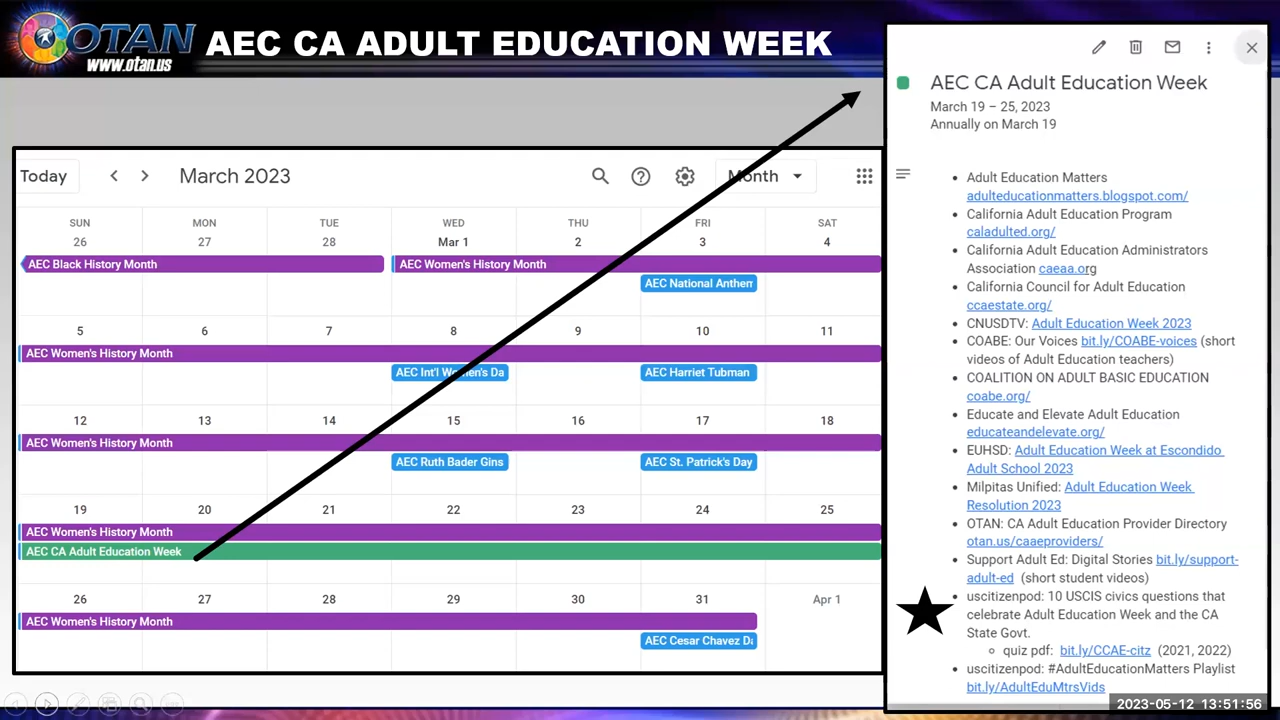 OTAN
www.otan.us
AEC CA ADULT EDUCATION WEEK
Today
March 2023
Month
SUN MON TUE WED THU FRI SAT
26 27 28 Mar 1 2 3 4
AEC Black History Month
AEC Women's History Month
AEC National Anthem
5 6 7 8 9 10 11
AEC Women's History Month
AEC Int'l Women's Da
AEC Harriet Tubman
12 13 14 15 16 17 18
AEC Women's History Month
AEC Ruth Bader Gins
AEC St. Patrick's Day
19 20 21 22 23 24 25
AEC Women's History Month
AEC CA Adult Education Week
26 27 28 29 30 31 Apr 1
AEC Women's History Month
AEC Cesar Chavez Da
AEC CA Adult Education Week
March 19 – 25, 2023
Annually on March 19
• Adult Education Matters
adulteducationmatters.blogspot.com/
• California Adult Education Program
caladulted.org/
• California Adult Education Administrators
Association caeaa.org
• California Council for Adult Education
ccaestate.org/
• CNUSDTV: Adult Education Week 2023
• COABE: Our Voices bit.ly/COABE-voices (short
videos of Adult Education teachers)
• COALITION ON ADULT BASIC EDUCATION
coabe.org/
• Educate and Elevate Adult Education
educateandelevate.org/
• EUHSD: Adult Education Week at Escondido
Adult School 2023
• Milpitas Unified: Adult Education Week
Resolution 2023
• OTAN: CA Adult Education Provider Directory
otan.us/caaeproviders/
• Support Adult Ed: Digital Stories bit.ly/support-
adult-ed (short student videos)
• uscitizenpod: 10 USCIS civics questions that
celebrate Adult Education Week and the CA
State Govt.
◦ quiz pdf: bit.ly/CCAE-citz (2021, 2022)
• uscitizenpod: #AdultEducationMatters Playlist
bit.ly/AdultEduMtrsVids
2023-05-12 13:51:56